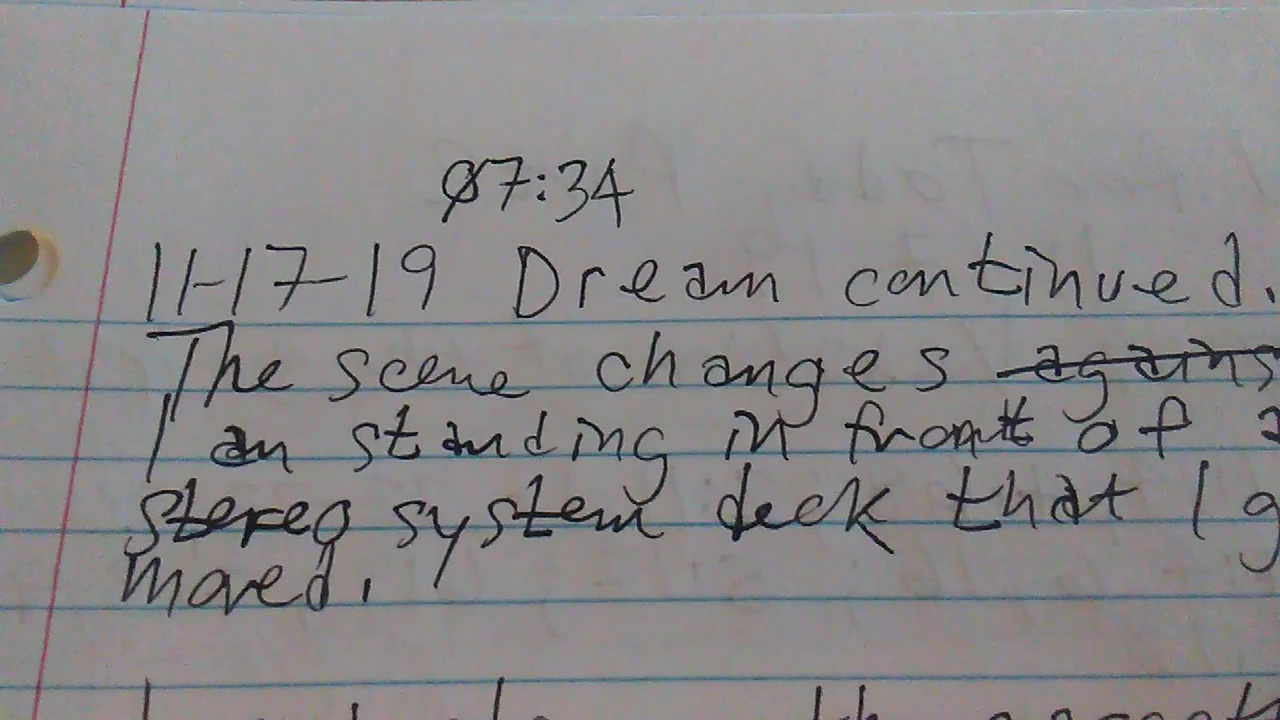 07:34
11-17-19 Dream continued.
The scene changes agains
I am standing in front of a
stereo system deck that I g
moved.